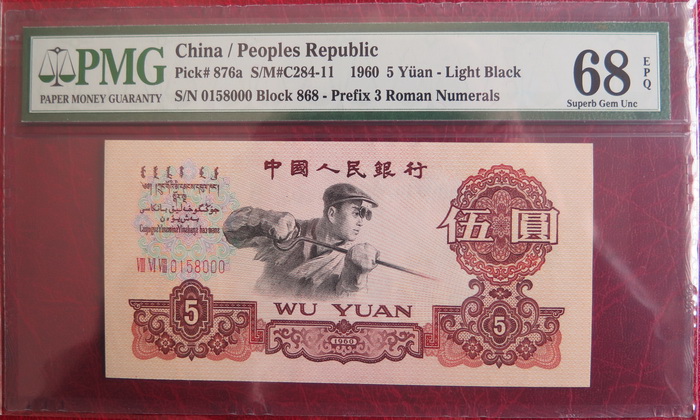 PMG
PAPER MONEY GUARANTY
China / Peoples Republic
Pick# 876a S/M#C284-11 1960 5 Yüan - Light Black
S/N 0158000 Block 868 - Prefix 3 Roman Numerals
68 EPQ
Superb Gem Unc
中國人民銀行
伍圓
VIII VI VIII 0158000
WU YUAN
5
1960
5